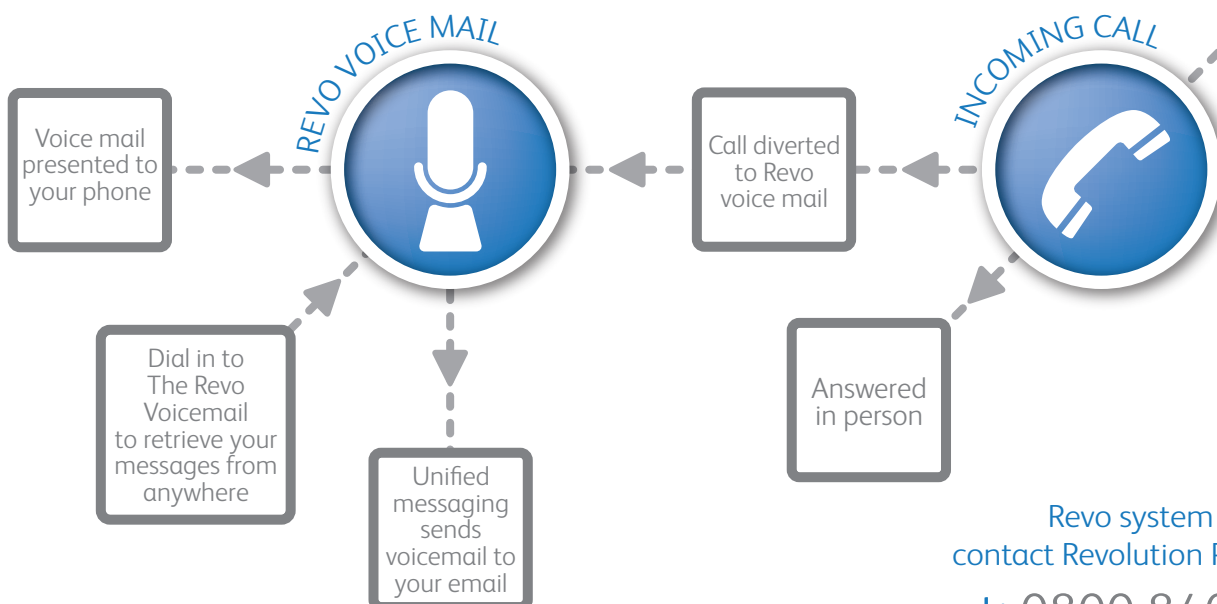 REVO VOICE MAIL
INCOMING CALL
Voice mail
presented to
your phone
Call diverted
to Revo
voice mail
Dial in to
The Revo
Voicemail
to retrieve your
messages from
anywhere
Unified
messaging
sends
voicemail to
your email
Answered
in person
Revo system
contact Revolution
0800